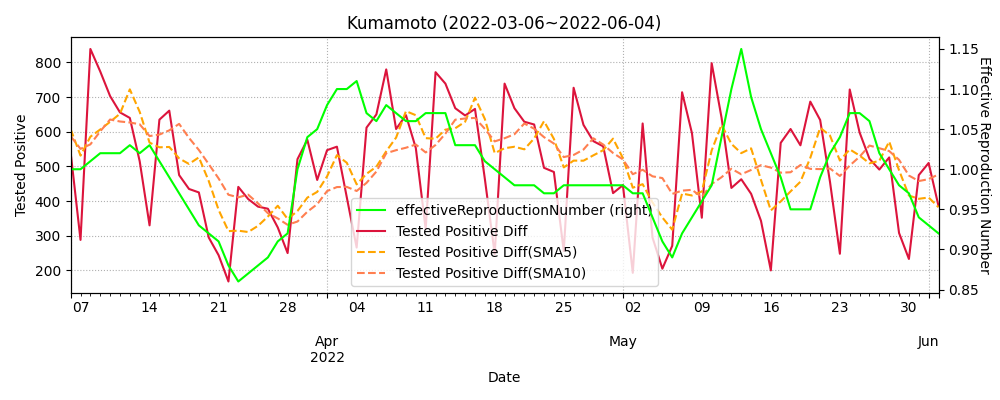 Kumamoto (2022-03-06~2022-06-04)
Tested Positive
800
700
600
500
400
300
200
1.15
1.10
1.05
1.00
0.95
0.90
0.85
Effective Reproduction Number
effectiveReproductionNumber (right)
Tested Positive Diff
Tested Positive Diff(SMA5)
Tested Positive Diff(SMA10)
07 14 21 28 04 11 18 25 02 09 16 23 30
Apr May Jun
2022
Date